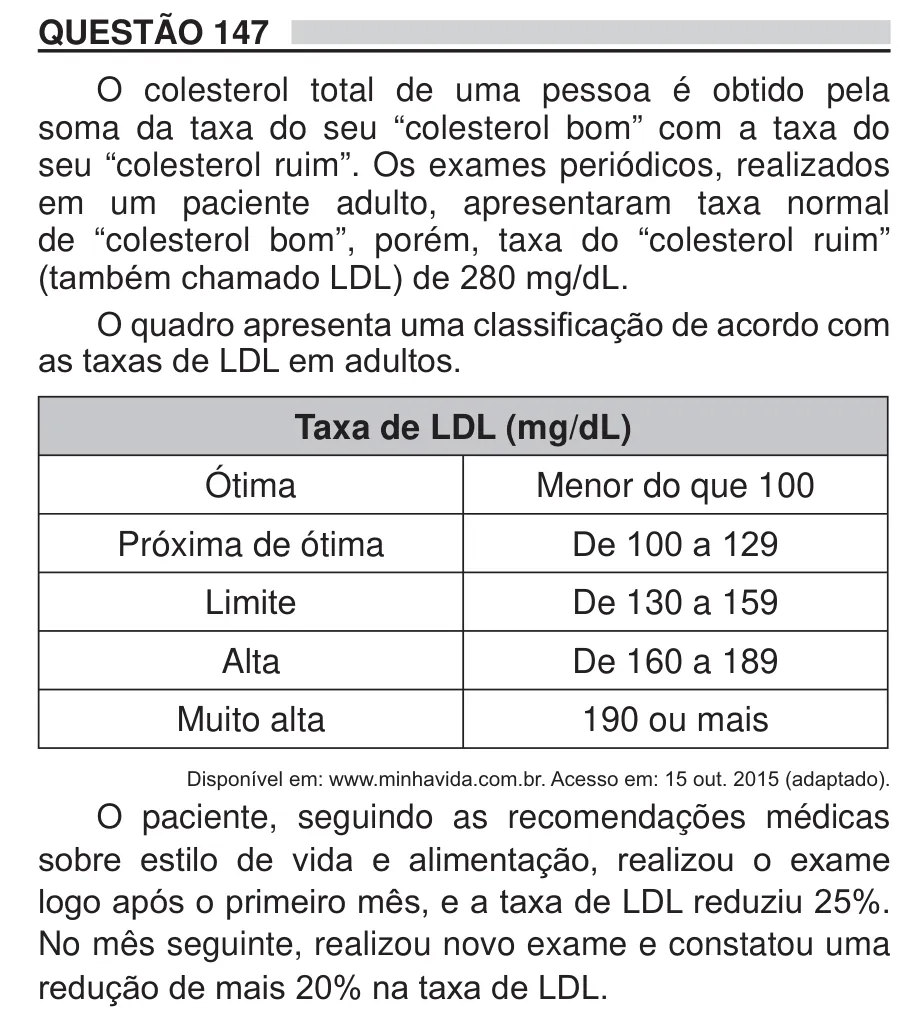 QUESTÃO 147
O colesterol total de uma pessoa é obtido pela
soma da taxa do seu “colesterol bom” com a taxa do
seu “colesterol ruim”. Os exames periódicos, realizados
em um paciente adulto, apresentaram taxa normal
de “colesterol bom”, porém, taxa do “colesterol ruim”
(também chamado LDL) de 280 mg/dL.
O quadro apresenta uma classificação de acordo com
as taxas de LDL em adultos.
Taxa de LDL (mg/dL)
Ótima Menor do que 100
Próxima de ótima De 100 a 129
Limite De 130 a 159
Alta De 160 a 189
Muito alta 190 ou mais
Disponível em: www.minhavida.com.br. Acesso em: 15 out. 2015 (adaptado).
O paciente, seguindo as recomendações médicas
sobre estilo de vida e alimentação, realizou o exame
logo após o primeiro mês, e a taxa de LDL reduziu 25%.
No mês seguinte, realizou novo exame e constatou uma
redução de mais 20% na taxa de LDL.